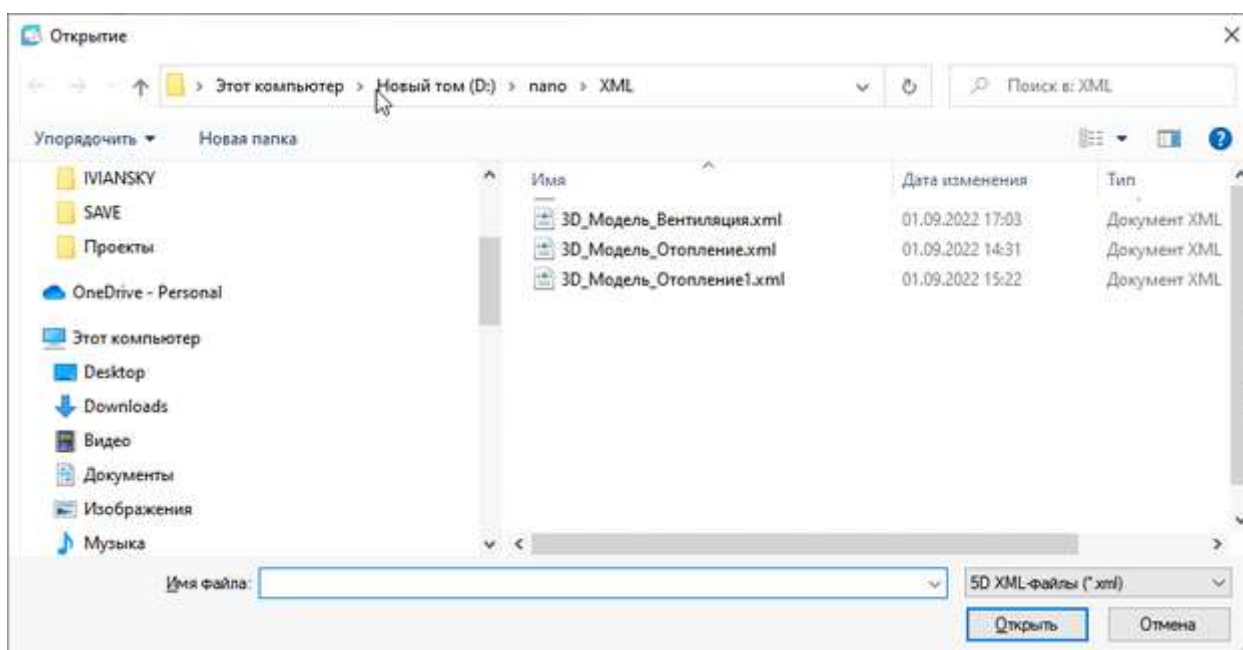 Открытие
Этот компьютер > Новый том (D:) > nano > XML
Поиск в: XML
Упорядочить
Новая папка
IVIANSKY
SAVE
Проекты
OneDrive - Personal
Этот компьютер
Desktop
Downloads
Видео
Документы
Изображения
Музыка
Имя Дата изменения Тип
3D_Модель_Вентиляция.xml 01.09.2022 17:03 Документ XML
3D_Модель_Отопление.xml 01.09.2022 14:31 Документ XML
3D_Модель_Отопление1.xml 01.09.2022 15:22 Документ XML
Имя файла:
5D XML-файлы (*.xml)
Открыть Отмена